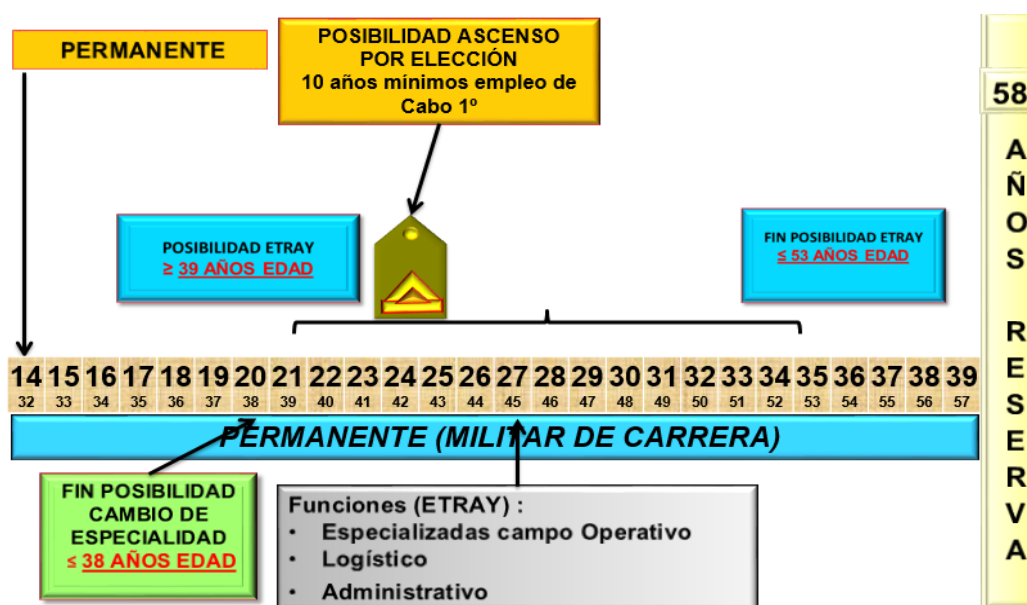 PERMANENTE
POSIBILIDAD ASCENSO
POR ELECCIÓN
10 años mínimos empleo de
Cabo 1º
POSIBILIDAD ETRAY
≥ 39 AÑOS EDAD
FIN POSIBILIDAD ETRAY
≤ 53 AÑOS EDAD
14 15 16 17 18 19 20 21 22 23 24 25 26 27 28 29 30 31 32 33 34 35 36 37 38 39
32 33 34 35 36 37 38 39 40 41 42 43 44 45 46 47 48 49 50 51 52 53 54 55 56 57
PERMANENTE (MILITAR DE CARRERA)
FIN POSIBILIDAD
CAMBIO DE
ESPECIALIDAD
≤ 38 AÑOS EDAD
Funciones (ETRAY) :
• Especializadas campo Operativo
• Logístico
• Administrativo
58
A
Ñ
O
S
R
E
S
E
R
V
A